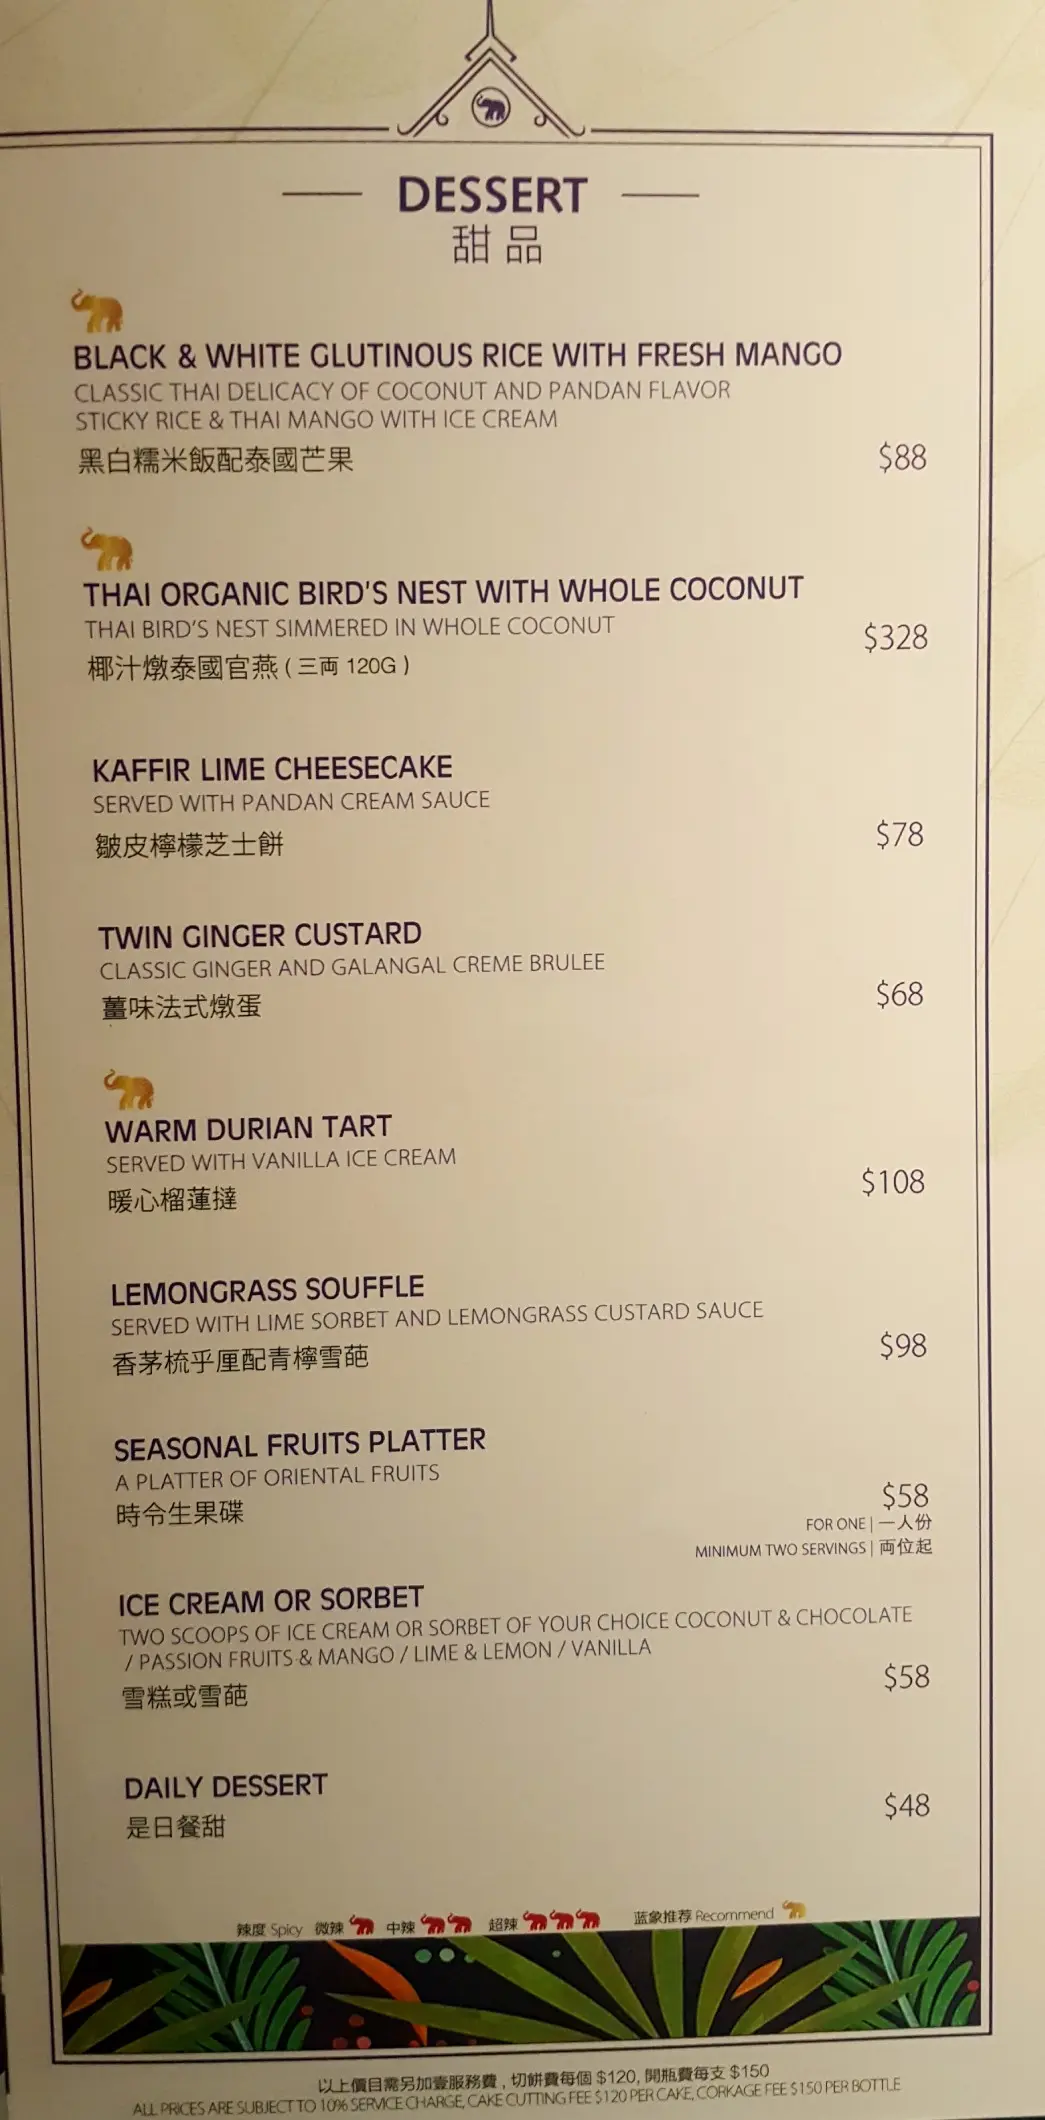 DESSERT
甜品
BLACK & WHITE GLUTINOUS RICE WITH FRESH MANGO
CLASSIC THAI DELICACY OF COCONUT AND PANDAN FLAVOR
STICKY RICE & THAI MANGO WITH ICE CREAM
黑白糯米飯配泰國芒果 $88
THAI ORGANIC BIRD'S NEST WITH WHOLE COCONUT
THAI BIRD'S NEST SIMMERED IN WHOLE COCONUT
$328
椰汁燉泰國官燕 ( 三両 120G )
KAFFIR LIME CHEESECAKE
SERVED WITH PANDAN CREAM SAUCE
皺皮檸檬芝士餅 $78
TWIN GINGER CUSTARD
CLASSIC GINGER AND GALANGAL CREME BRULEE
薑味法式燉蛋 $68
WARM DURIAN TART
SERVED WITH VANILLA ICE CREAM
暖心榴蓮撻 $108
LEMONGRASS SOUFFLE
SERVED WITH LIME SORBET AND LEMONGRASS CUSTARD SAUCE
香茅梳乎厘配青檸雪葩 $98
SEASONAL FRUITS PLATTER
A PLATTER OF ORIENTAL FRUITS
時令生果碟 $58
FOR ONE | 一人份
MINIMUM TWO SERVINGS | 両位起
ICE CREAM OR SORBET
TWO SCOOPS OF ICE CREAM OR SORBET OF YOUR CHOICE COCONUT & CHOCOLATE
/ PASSION FRUITS & MANGO / LIME & LEMON / VANILLA
雪糕或雪葩 $58
DAILY DESSERT
是日餐甜 $48
辣度 Spicy 微辣 中辣 超辣 蓝象推荐 Recommend
以上價目需另加壹服務費 , 切餅費每個 $120, 開瓶費每支 $150
ALL PRICES ARE SUBJECT TO 10% SERVICE CHARGE, CAKE CUTTING FEE $120 PER CAKE, CORKAGE FEE $150 PER BOTTLE